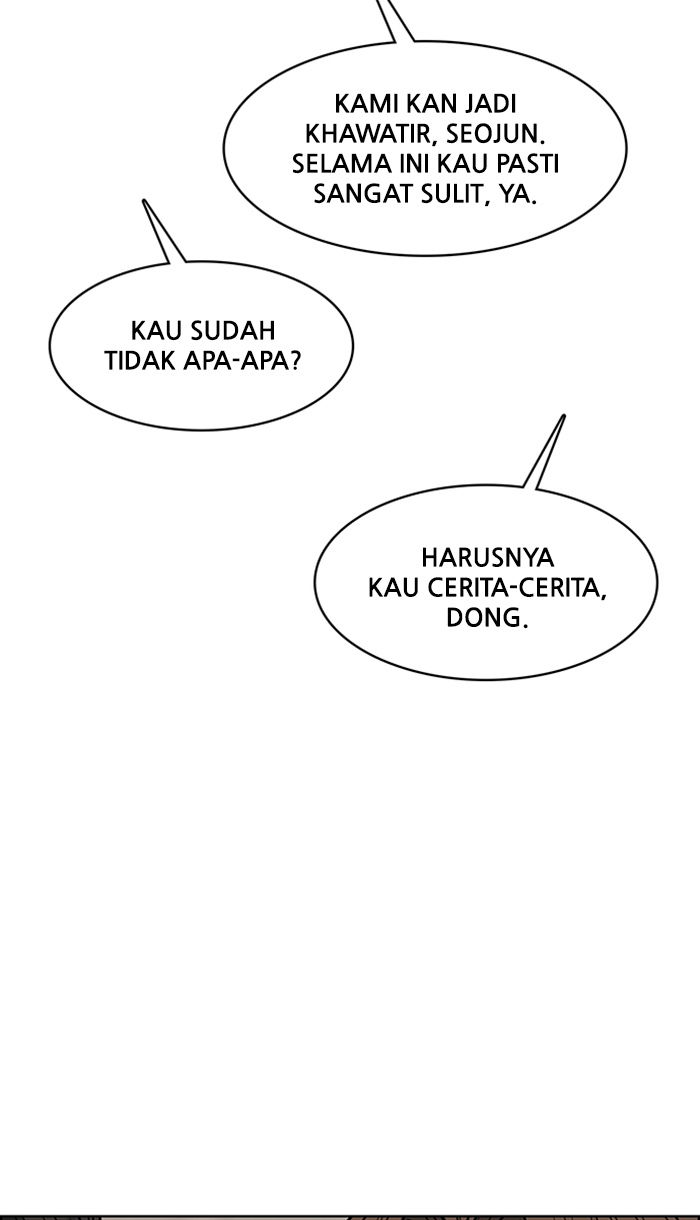 KAMI KAN JADI
KHAWATIR, SEOJUN.
SELAMA INI KAU PASTI
SANGAT SULIT, YA.
KAU SUDAH
TIDAK APA-APA?
HARUSNYA
KAU CERITA-CERITA,
DONG.